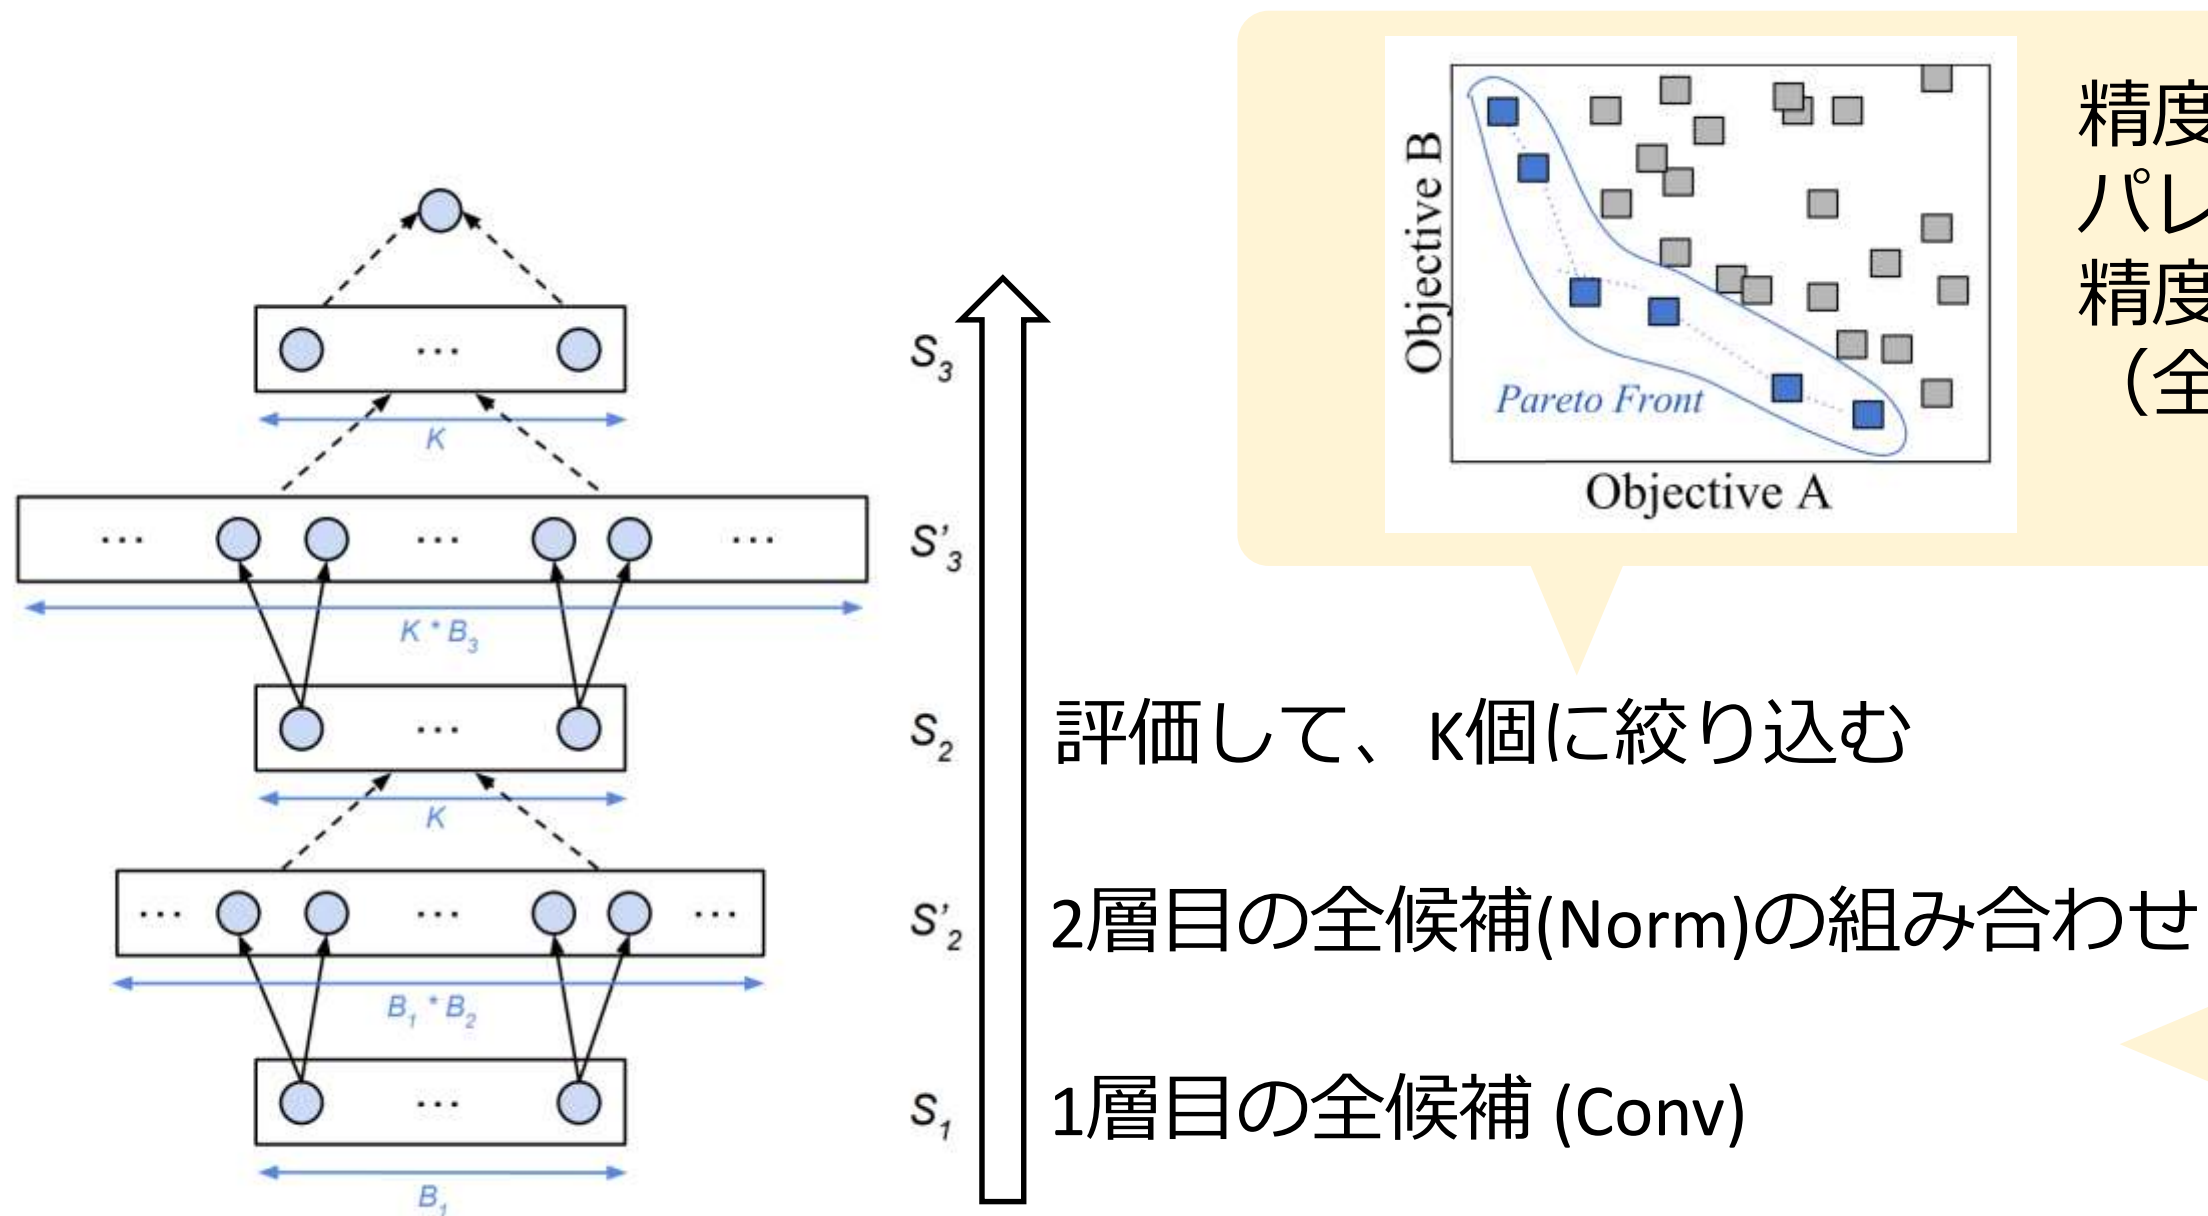 S3
K
S'3
K * B3
S2
K
S'2
B1 * B2
S1
B1
Objective B
Pareto Front
Objective A
精度
パレ
精度
（全
評価して、K個に絞り込む
2層目の全候補(Norm)の組み合わせ
1層目の全候補 (Conv)